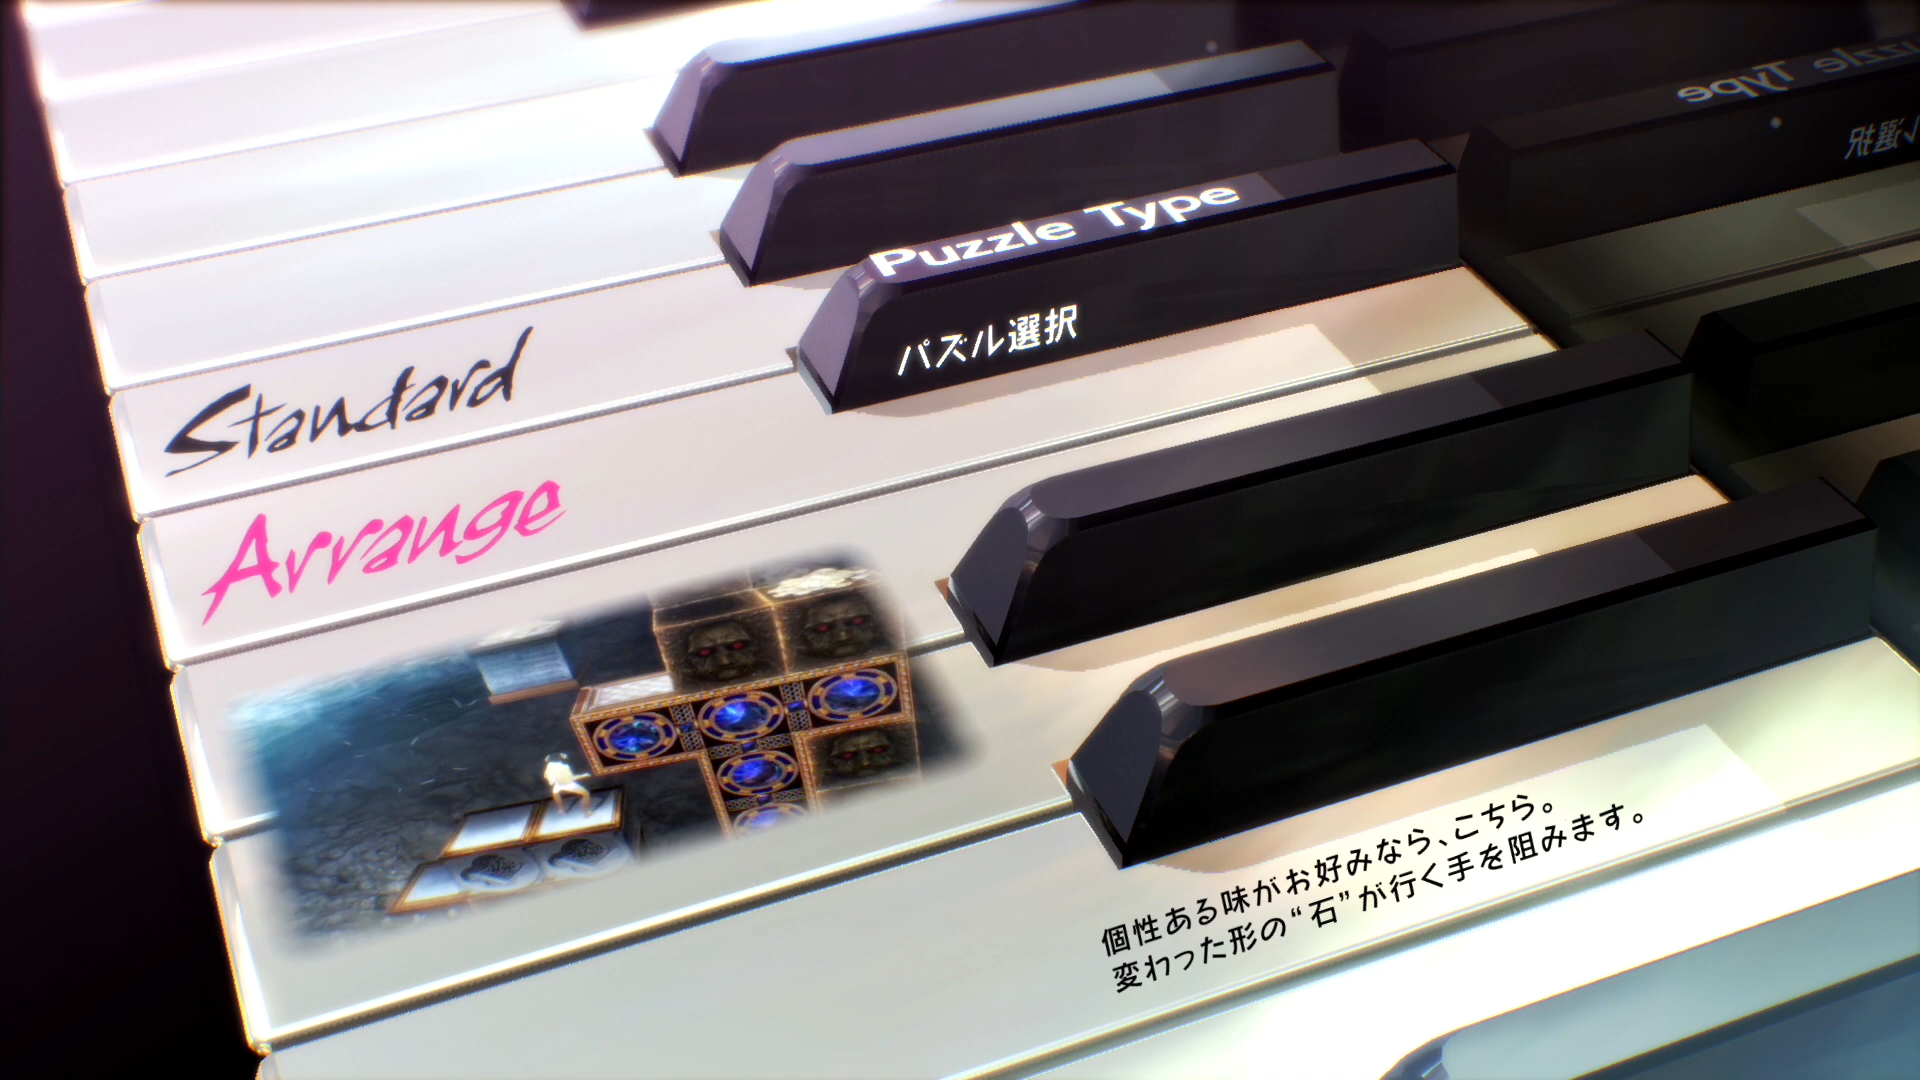 Puzzle Type
パズル選択
Standard
Arrange
個性ある味がお好みなら、こちら。
変わった形の“石”が行く手を阻みます。